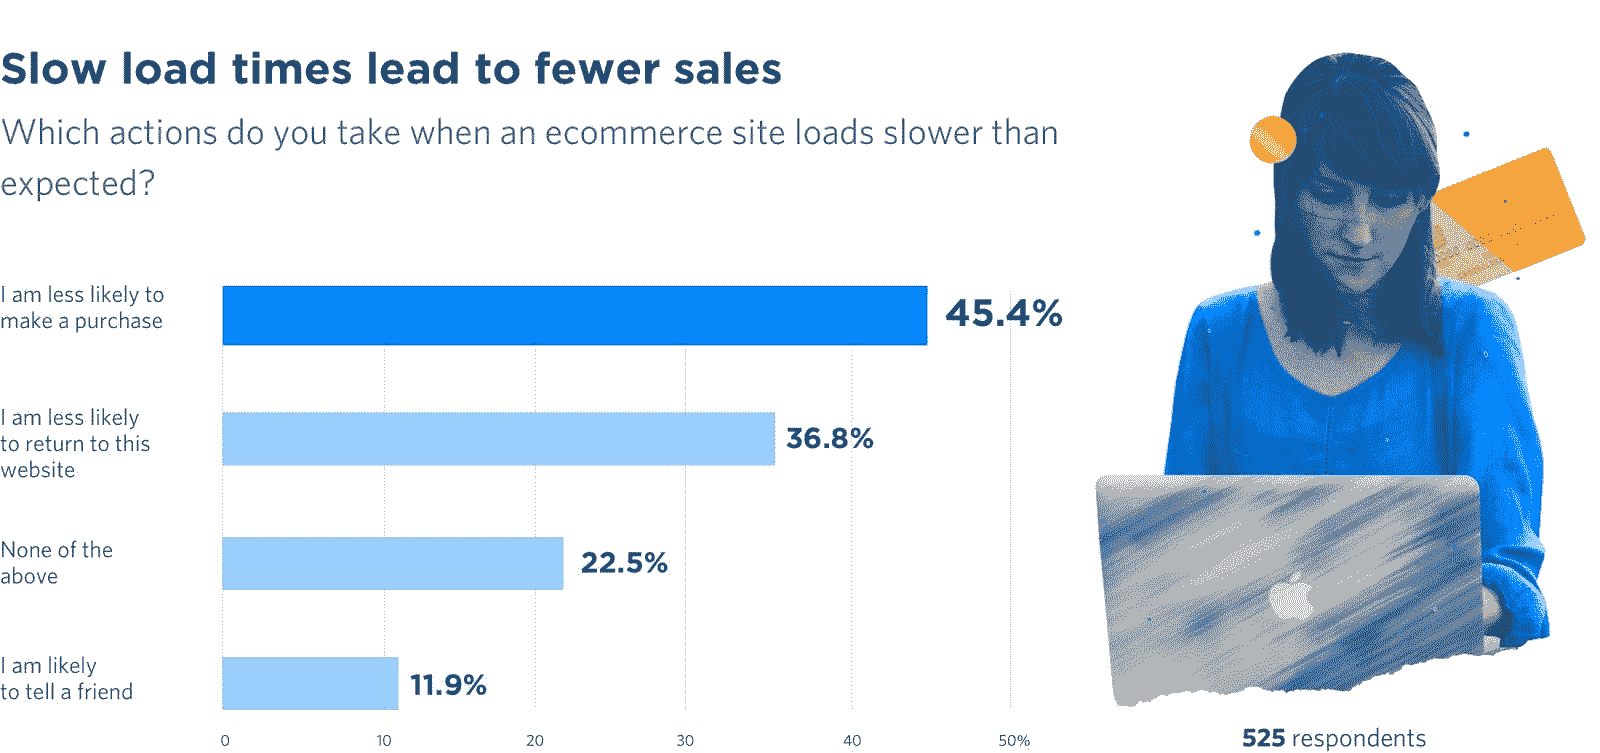 Slow load times lead to fewer sales
Which actions do you take when an ecommerce site loads slower than
expected?
I am less likely to
make a purchase
45.4%
I am less likely
to return to this
website
36.8%
None of the
above
22.5%
I am likely
to tell a friend
11.9%
0 10 20 30 40 50%
525 respondents